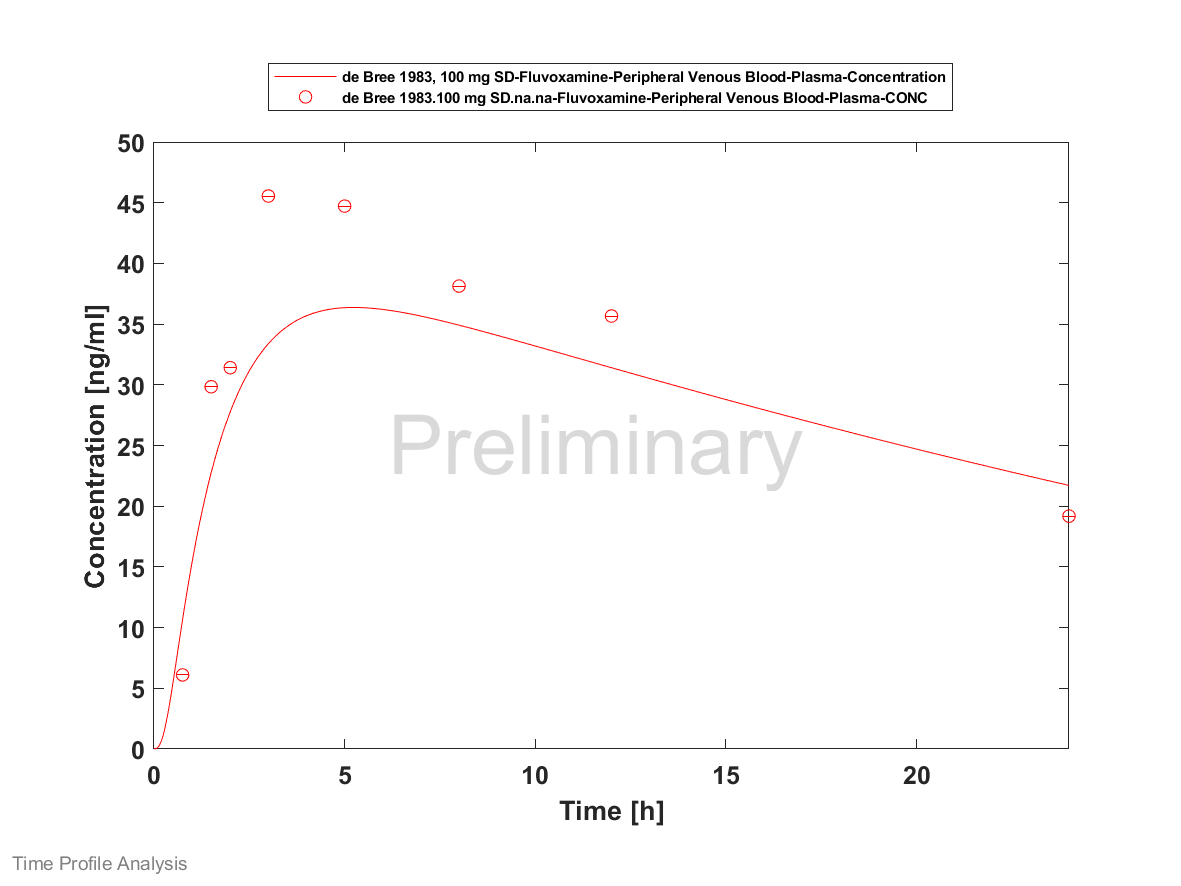 de Bree 1983, 100 mg SD-Fluvoxamine-Peripheral Venous Blood-Plasma-Concentration
de Bree 1983.100 mg SD.na.na-Fluvoxamine-Peripheral Venous Blood-Plasma-CONC
50
45
40
35
30
25
20
15
10
5
0
Concentration [ng/ml]
Preliminary
0 5 10 15 20
Time [h]
Time Profile Analysis